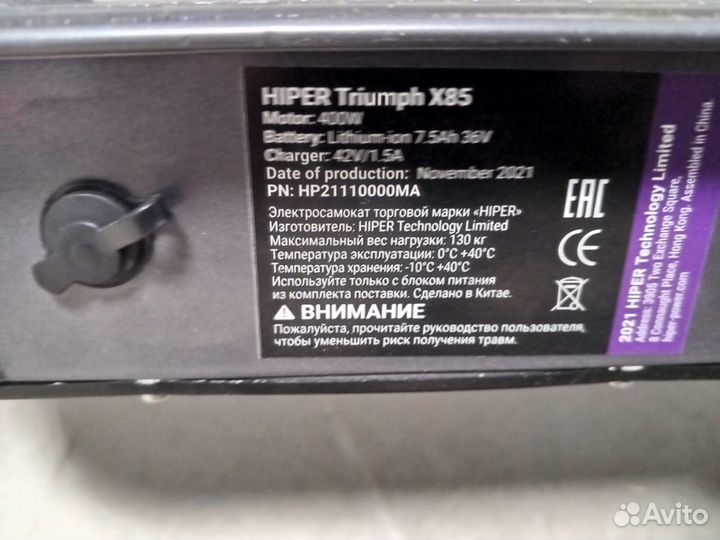 HIPER Triumph X85
Motor: 400W
Battery: Lithium-ion 7.5Ah 36V
Charger: 42V/1.5A
Date of production: November 2021
PN: HP21110000MA
Электросамокат торговой марки «HIPER»
Изготовитель: HIPER Technology Limited
Максимальный вес нагрузки: 130 кг
Температура эксплуатации: 0°C +40°C
Температура хранения: -10°C +40°C
Используйте только с блоком питания
из комплекта поставки. Сделано в Китае.
ВНИМАНИЕ
Пожалуйста, прочитайте руководство пользователя,
чтобы уменьшить риск получения травм.
EAC
CE
2021 HIPER Technology Limited
Address: 3905 Two Exchange Square,
8 Connaught Place, Hong Kong. Assembled in China.
hiper-power.com
Avito